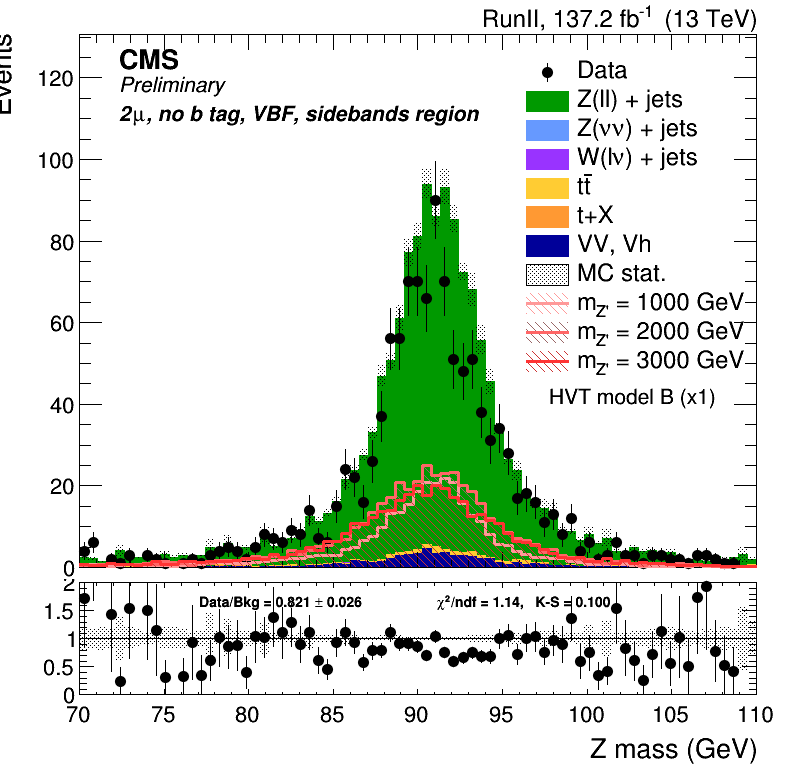 RunII, 137.2 fb⁻¹ (13 TeV)
Events
CMS
Preliminary
2μ, no b tag, VBF, sidebands region
Data
Z(ll) + jets
Z(νν) + jets
W(lν) + jets
tt̄
t+X
VV, Vh
MC stat.
m_Z' = 1000 GeV
m_Z' = 2000 GeV
m_Z' = 3000 GeV
HVT model B (x1)
120
100
80
60
40
20
0
2
1.5
1
0.5
0
Data/Bkg = 0.821 ± 0.026
χ²/ndf = 1.14, K-S = 0.100
70 75 80 85 90 95 100 105 110
Z mass (GeV)